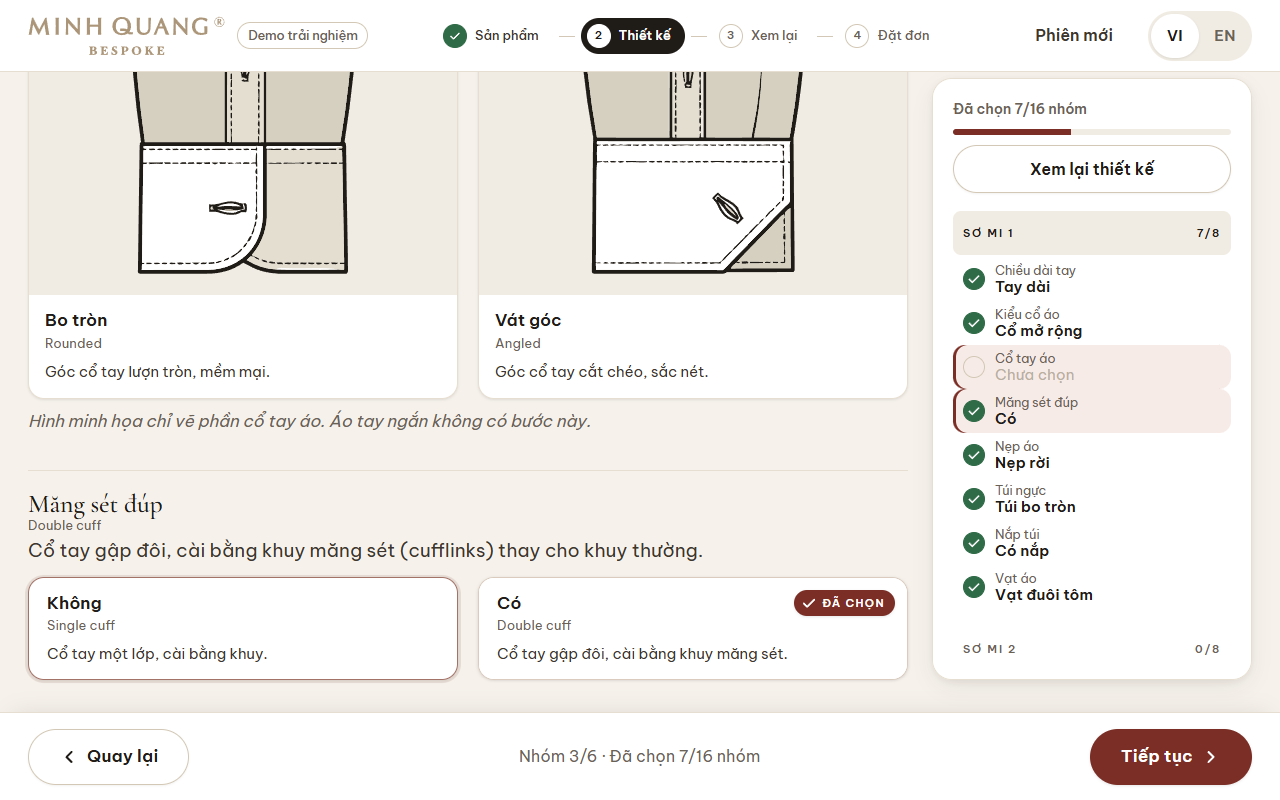 MINH QUANG®
BESPOKE
Demo trải nghiệm
Sản phẩm
2 Thiết kế
3 Xem lại
4 Đặt đơn
Phiên mới
VI
EN
Bo tròn
Rounded
Góc cổ tay lượn tròn, mềm mại.
Vát góc
Angled
Góc cổ tay cắt chéo, sắc nét.
Hình minh họa chỉ vẽ phần cổ tay áo. Áo tay ngắn không có bước này.
Măng sét đúp
Double cuff
Cổ tay gập đôi, cài bằng khuy măng sét (cufflinks) thay cho khuy thường.
Không
Single cuff
Cổ tay một lớp, cài bằng khuy.
Có
ĐÃ CHỌN
Double cuff
Cổ tay gập đôi, cài bằng khuy măng sét.
Đã chọn 7/16 nhóm
Xem lại thiết kế
SƠ MI 1
7/8
Chiều dài tay
Tay dài
Kiểu cổ áo
Cổ mở rộng
Cổ tay áo
Chưa chọn
Măng sét đúp
Có
Nẹp áo
Nẹp rời
Túi ngực
Túi bo tròn
Nắp túi
Có nắp
Vạt áo
Vạt đuôi tôm
SƠ MI 2
0/8
Quay lại
Nhóm 3/6 · Đã chọn 7/16 nhóm
Tiếp tục